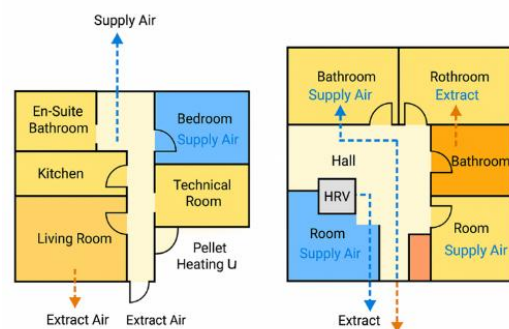 Supply Air
En-Suite
Bathroom
Bedroom
Supply Air
Kitchen
Technical
Room
Living Room
Pellet
Heating U
Extract Air
Extract Air
Bathroom
Supply Air
Rothroom
Extract
Hall
Bathroom
HRV
Room
Supply Air
Room
Supply Air
Extract